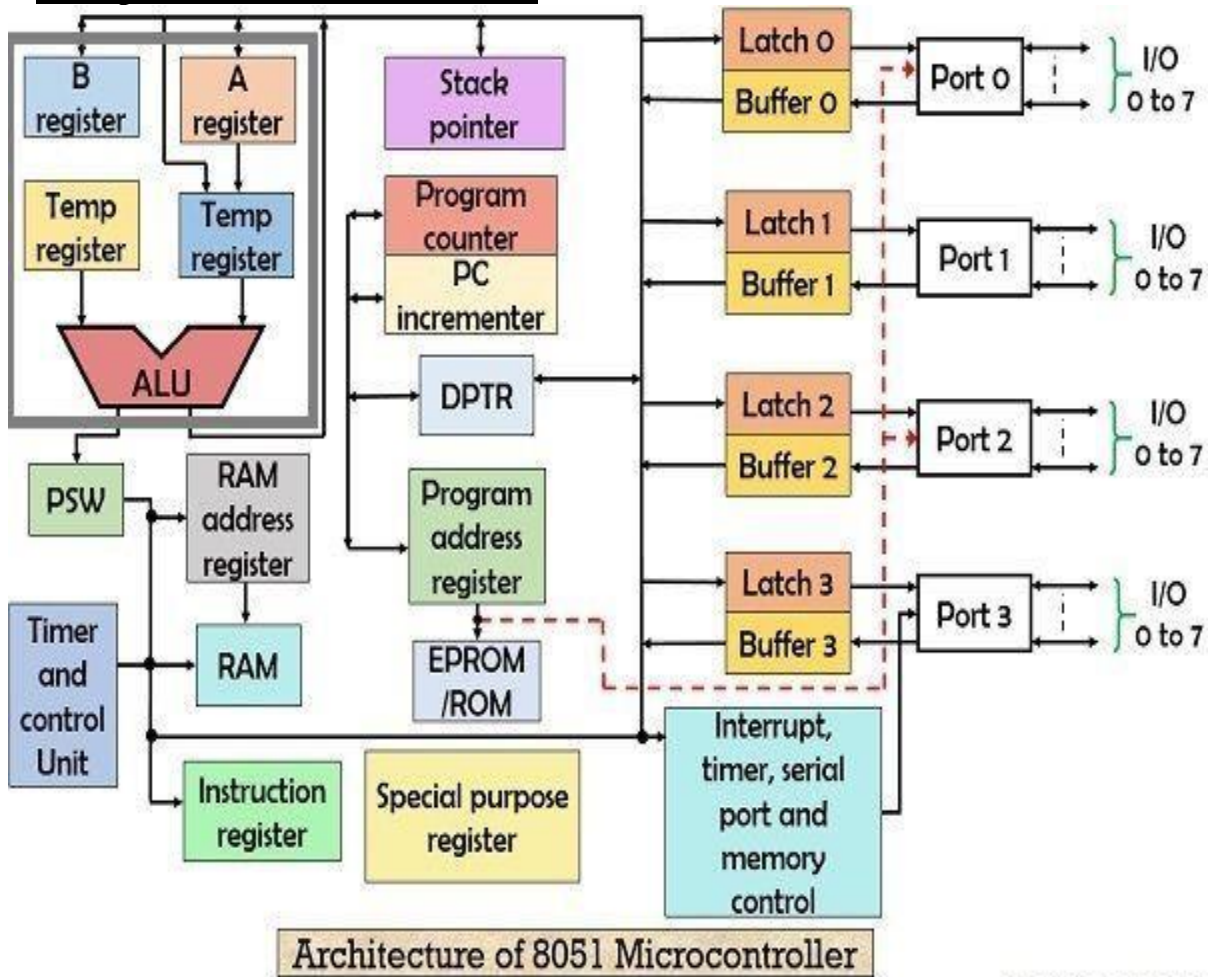 B
register
A
register
Temp
register
Temp
register
ALU
PSW
RAM
address
register
Timer
and
control
Unit
RAM
Instruction
register
Stack
pointer
Program
counter
PC
incrementer
DPTR
Program
address
register
EPROM
/ROM
Special purpose
register
Latch 0
Buffer 0
Port 0
I/O
0 to 7
Latch 1
Buffer 1
Port 1
I/O
0 to 7
Latch 2
Buffer 2
Port 2
I/O
0 to 7
Latch 3
Buffer 3
Port 3
I/O
0 to 7
Interrupt,
timer, serial
port and
memory
control
Architecture of 8051 Microcontroller